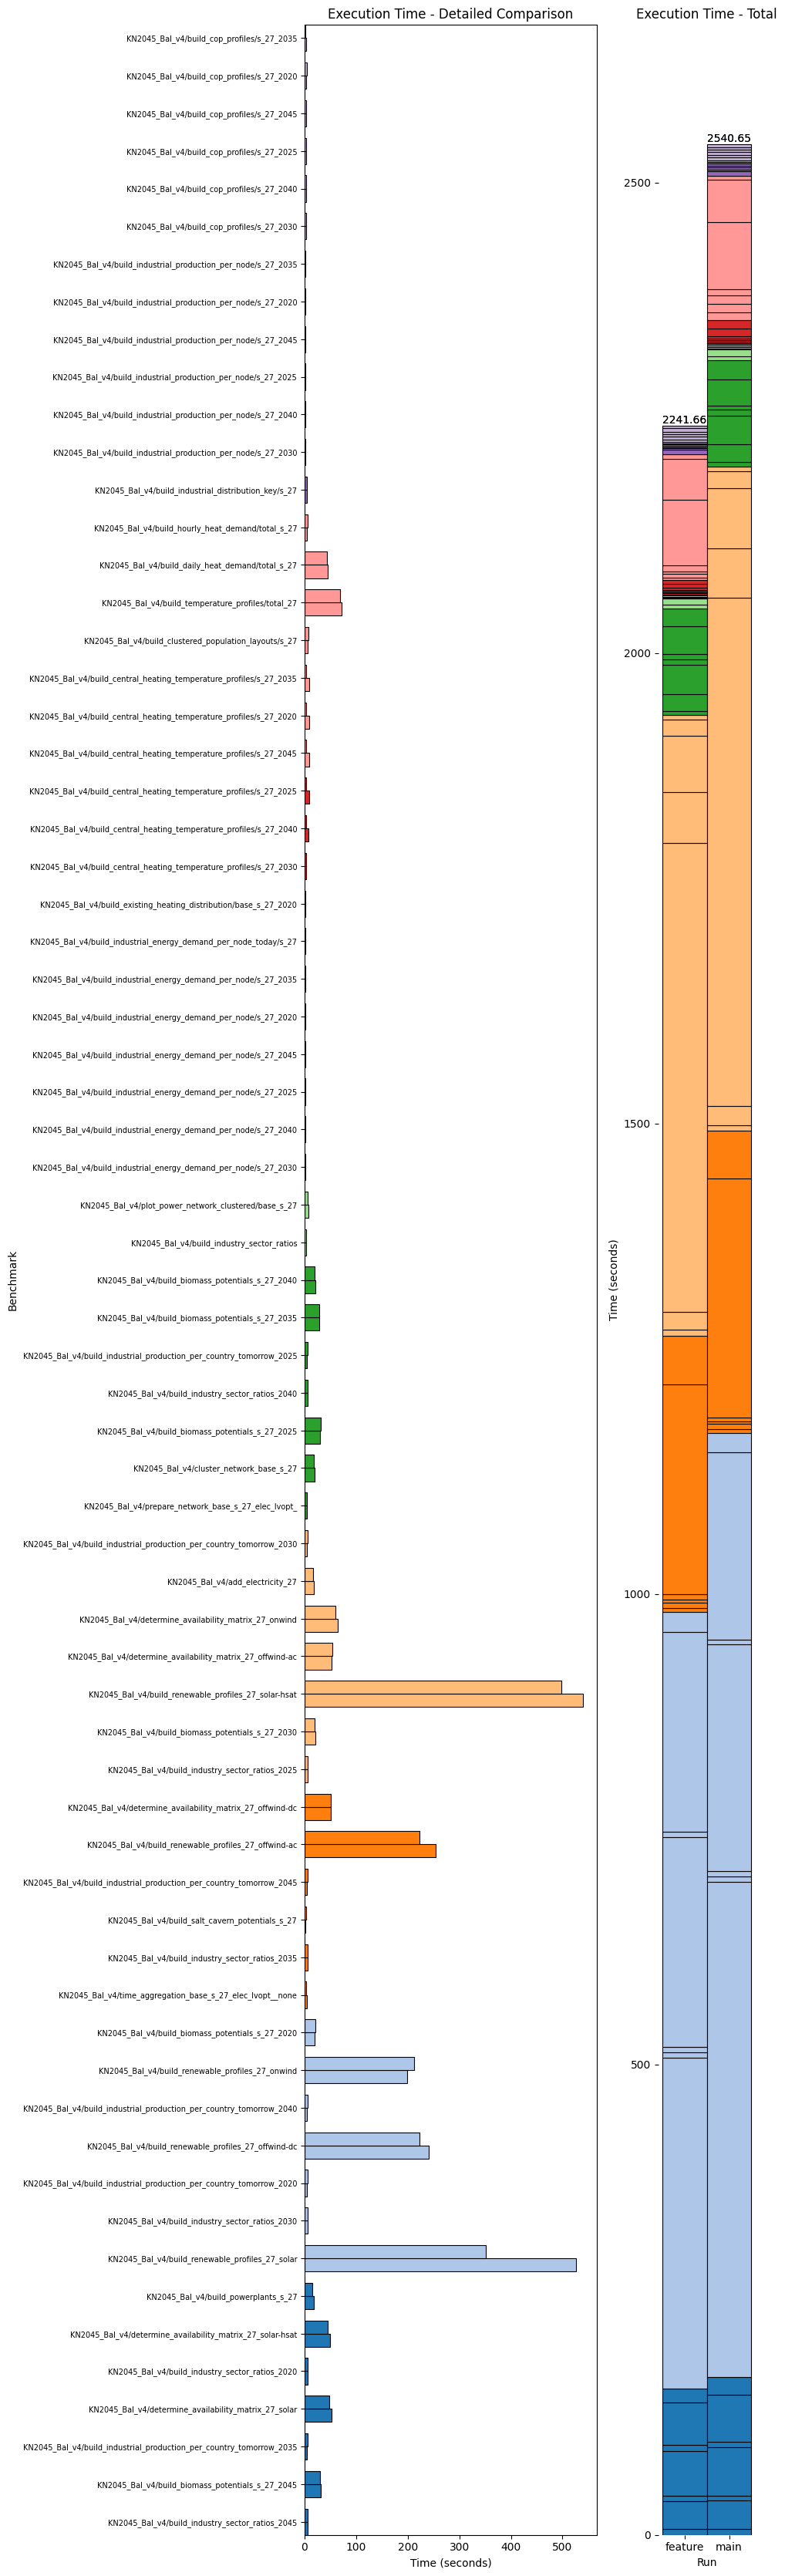 Execution Time - Detailed Comparison
Execution Time - Total
KN2045_Bal_v4/build_cop_profiles/s_27_2035
KN2045_Bal_v4/build_cop_profiles/s_27_2020
KN2045_Bal_v4/build_cop_profiles/s_27_2045
KN2045_Bal_v4/build_cop_profiles/s_27_2025
KN2045_Bal_v4/build_cop_profiles/s_27_2040
KN2045_Bal_v4/build_cop_profiles/s_27_2030
KN2045_Bal_v4/build_industrial_production_per_node/s_27_2035
KN2045_Bal_v4/build_industrial_production_per_node/s_27_2020
KN2045_Bal_v4/build_industrial_production_per_node/s_27_2045
KN2045_Bal_v4/build_industrial_production_per_node/s_27_2025
KN2045_Bal_v4/build_industrial_production_per_node/s_27_2040
KN2045_Bal_v4/build_industrial_production_per_node/s_27_2030
KN2045_Bal_v4/build_industrial_distribution_key/s_27
KN2045_Bal_v4/build_hourly_heat_demand/total_s_27
KN2045_Bal_v4/build_daily_heat_demand/total_s_27
KN2045_Bal_v4/build_temperature_profiles/total_27
KN2045_Bal_v4/build_clustered_population_layouts/s_27
KN2045_Bal_v4/build_central_heating_temperature_profiles/s_27_2035
KN2045_Bal_v4/build_central_heating_temperature_profiles/s_27_2020
KN2045_Bal_v4/build_central_heating_temperature_profiles/s_27_2045
KN2045_Bal_v4/build_central_heating_temperature_profiles/s_27_2025
KN2045_Bal_v4/build_central_heating_temperature_profiles/s_27_2040
KN2045_Bal_v4/build_central_heating_temperature_profiles/s_27_2030
KN2045_Bal_v4/build_existing_heating_distribution/base_s_27_2020
KN2045_Bal_v4/build_industrial_energy_demand_per_node_today/s_27
KN2045_Bal_v4/build_industrial_energy_demand_per_node/s_27_2035
KN2045_Bal_v4/build_industrial_energy_demand_per_node/s_27_2020
KN2045_Bal_v4/build_industrial_energy_demand_per_node/s_27_2045
KN2045_Bal_v4/build_industrial_energy_demand_per_node/s_27_2025
KN2045_Bal_v4/build_industrial_energy_demand_per_node/s_27_2040
KN2045_Bal_v4/build_industrial_energy_demand_per_node/s_27_2030
KN2045_Bal_v4/plot_power_network_clustered/base_s_27
KN2045_Bal_v4/build_industry_sector_ratios
KN2045_Bal_v4/build_biomass_potentials_s_27_2040
KN2045_Bal_v4/build_biomass_potentials_s_27_2035
KN2045_Bal_v4/build_industrial_production_per_country_tomorrow_2025
KN2045_Bal_v4/build_industry_sector_ratios_2040
KN2045_Bal_v4/build_biomass_potentials_s_27_2025
KN2045_Bal_v4/cluster_network_base_s_27
KN2045_Bal_v4/prepare_network_base_s_27_elec_lvopt_
KN2045_Bal_v4/build_industrial_production_per_country_tomorrow_2030
KN2045_Bal_v4/add_electricity_27
KN2045_Bal_v4/determine_availability_matrix_27_onwind
KN2045_Bal_v4/determine_availability_matrix_27_offwind-ac
KN2045_Bal_v4/build_renewable_profiles_27_solar-hsat
KN2045_Bal_v4/build_biomass_potentials_s_27_2030
KN2045_Bal_v4/build_industry_sector_ratios_2025
KN2045_Bal_v4/determine_availability_matrix_27_offwind-dc
KN2045_Bal_v4/build_renewable_profiles_27_offwind-ac
KN2045_Bal_v4/build_industrial_production_per_country_tomorrow_2045
KN2045_Bal_v4/build_salt_cavern_potentials_s_27
KN2045_Bal_v4/build_industry_sector_ratios_2035
KN2045_Bal_v4/time_aggregation_base_s_27_elec_lvopt__none
KN2045_Bal_v4/build_biomass_potentials_s_27_2020
KN2045_Bal_v4/build_renewable_profiles_27_onwind
KN2045_Bal_v4/build_industrial_production_per_country_tomorrow_2040
KN2045_Bal_v4/build_renewable_profiles_27_offwind-dc
KN2045_Bal_v4/build_industrial_production_per_country_tomorrow_2020
KN2045_Bal_v4/build_industry_sector_ratios_2030
KN2045_Bal_v4/build_renewable_profiles_27_solar
KN2045_Bal_v4/build_powerplants_s_27
KN2045_Bal_v4/determine_availability_matrix_27_solar-hsat
KN2045_Bal_v4/build_industry_sector_ratios_2020
KN2045_Bal_v4/determine_availability_matrix_27_solar
KN2045_Bal_v4/build_industrial_production_per_country_tomorrow_2035
KN2045_Bal_v4/build_biomass_potentials_s_27_2045
KN2045_Bal_v4/build_industry_sector_ratios_2045
Benchmark
0 100 200 300 400 500
Time (seconds)
2540.65
2241.66
2500
2000
1500
1000
500
0
Time (seconds)
feature main
Run